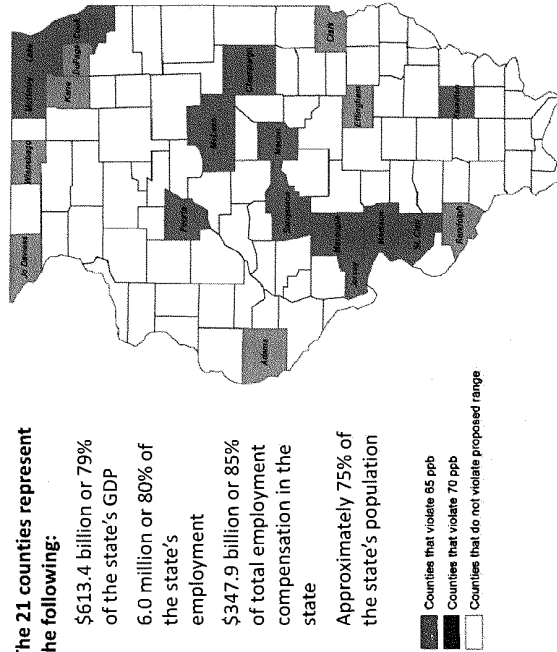 he 21 counties represent
he following:
$613.4 billion or 79%
of the state's GDP
6.0 million or 80% of
the state's
employment
$347.9 billion or 85%
of total employment
compensation in the
state
Approximately 75% of
the state's population
Counties that violate 65 ppb
Counties that violate 70 ppb
Counties that do not violate proposed range
Jo Daviess
Winnebago
McHenry
Lake
Kane
DuPage
Cook
Peoria
McLean
Champaign
Adams
Sangamon
Macon
Clark
Effingham
Macoupin
Jersey
Madison
St. Clair
Randolph
Hamilton